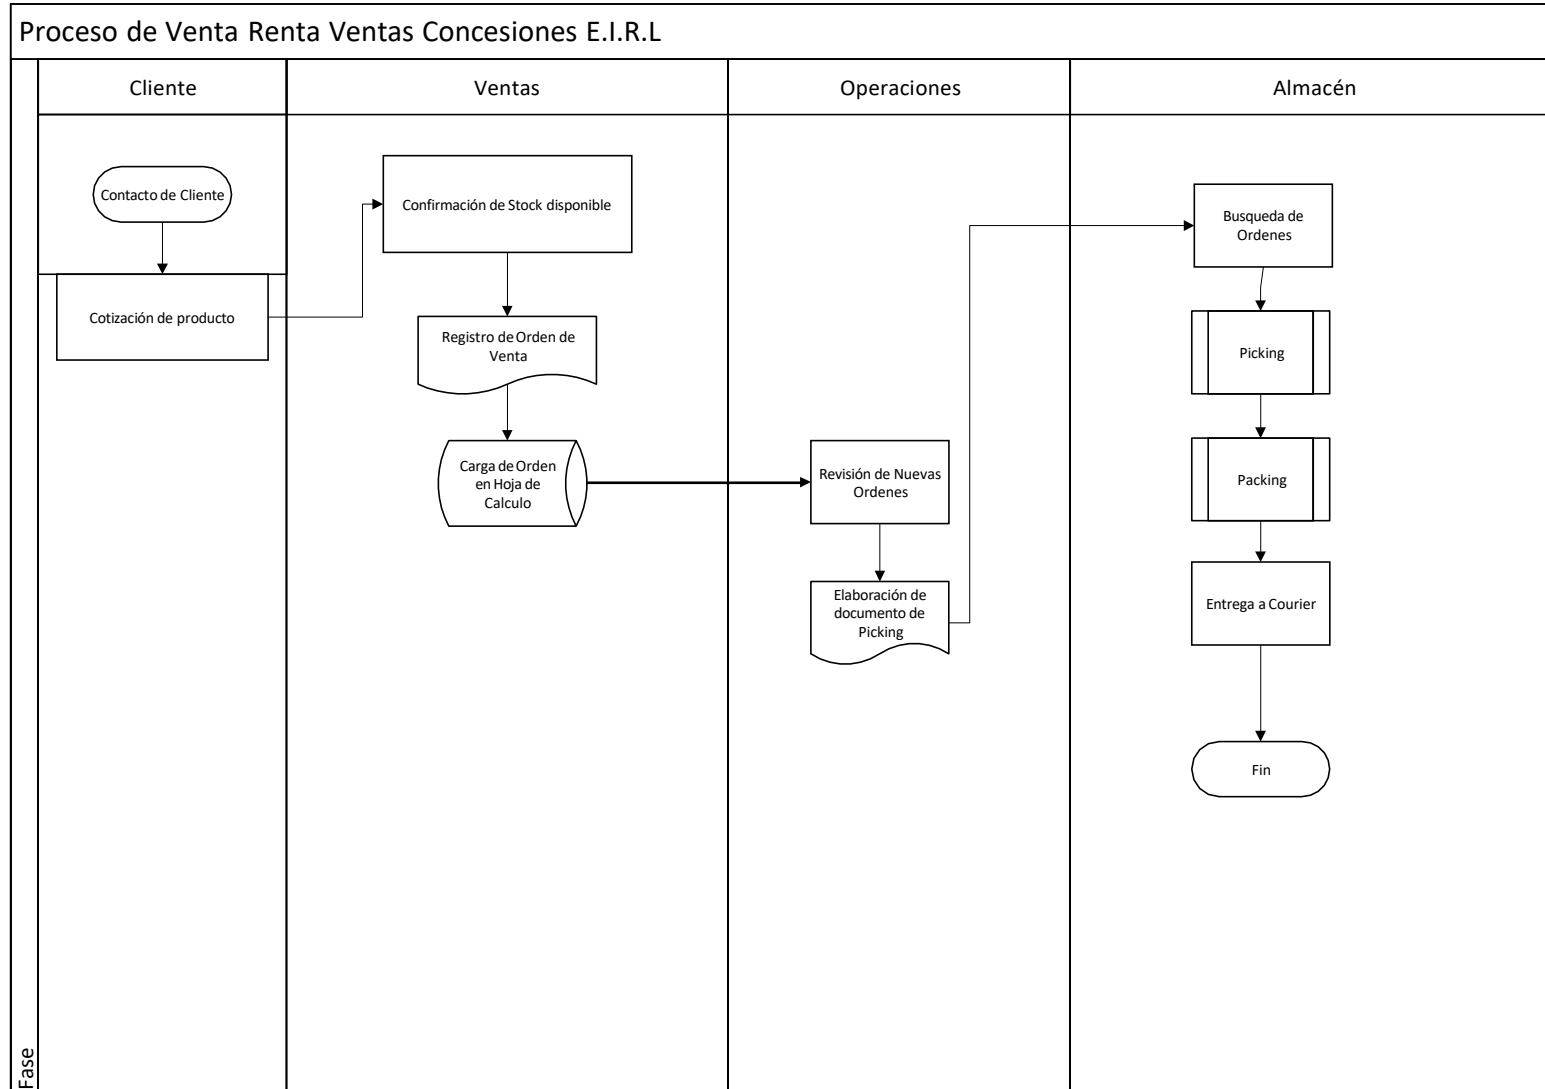 Proceso de Venta Renta Ventas Concesiones E.I.R.L
Cliente
Ventas
Operaciones
Almacén
Contacto de Cliente
Cotización de producto
Confirmación de Stock disponible
Registro de Orden de
Venta
Carga de Orden
en Hoja de
Calculo
Revisión de Nuevas
Ordenes
Elaboración de
documento de
Picking
Busqueda de
Ordenes
Picking
Packing
Entrega a Courier
Fin
Fase